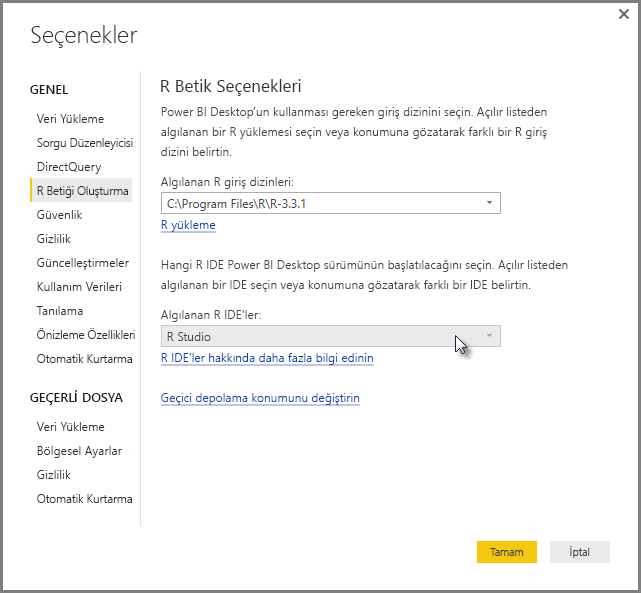 Seçenekler
GENEL
Veri Yükleme
Sorgu Düzenleyicisi
DirectQuery
R Betiği Oluşturma
Güvenlik
Gizlilik
Güncelleştirmeler
Kullanım Verileri
Tanılama
Önizleme Özellikleri
Otomatik Kurtarma
GEÇERLİ DOSYA
Veri Yükleme
Bölgesel Ayarlar
Gizlilik
Otomatik Kurtarma
R Betik Seçenekleri
Power BI Desktop'un kullanması gereken giriş dizinini seçin. Açılır listeden
algılanan bir R yüklemesi seçin veya konumuna gözatarak farklı bir R giriş
dizini belirtin.
Algılanan R giriş dizinleri:
C:\Program Files\R\R-3.3.1
R yükleme
Hangi R IDE Power BI Desktop sürümünün başlatılacağını seçin. Açılır listeden
algılanan bir IDE seçin veya konumuna gözatarak farklı bir IDE belirtin.
Algılanan R IDE'ler:
R Studio
R IDE'ler hakkında daha fazla bilgi edinin
Geçici depolama konumunu değiştirin
Tamam
İptal